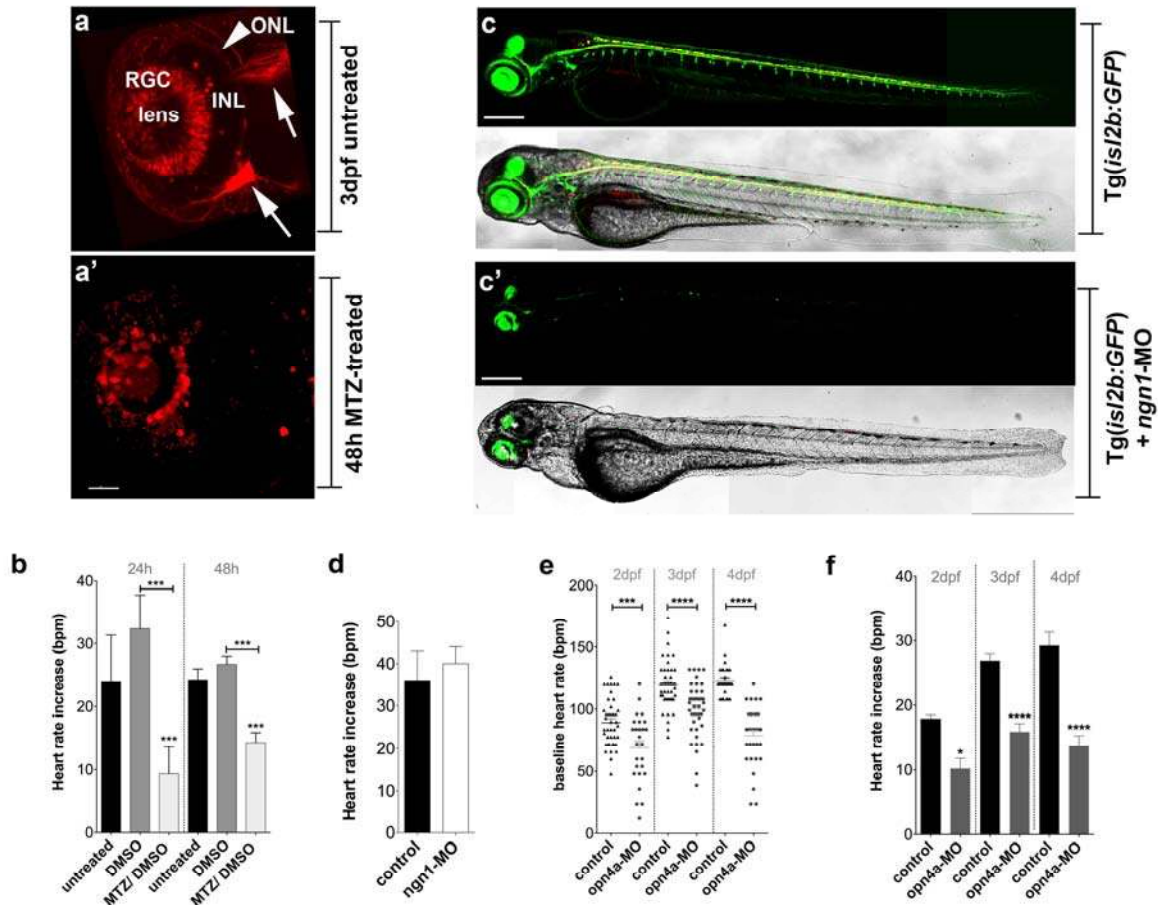 a
ONL
RGC
lens
INL
3dpf untreated
a'
48h MTZ-treated
c
Tg(isl2b:GFP)
c'
Tg(isl2b:GFP)
+ ngn1-MO
b
24h
48h
***
***
***
***
Heart rate increase (bpm)
40
30
20
10
0
untreated
DMSO
MTZ/ DMSO
untreated
DMSO
MTZ/ DMSO
d
Heart rate increase (bpm)
50
40
30
20
10
0
control
ngn1-MO
e
2dpf
3dpf
4dpf
***
****
****
baseline heart rate (bpm)
200
150
100
50
0
control
opn4a-MO
control
opn4a-MO
control
opn4a-MO
f
2dpf
3dpf
4dpf
Heart rate increase (bpm)
40
30
20
10
0
*
****
****
control
opn4a-MO
control
opn4a-MO
control
opn4a-MO